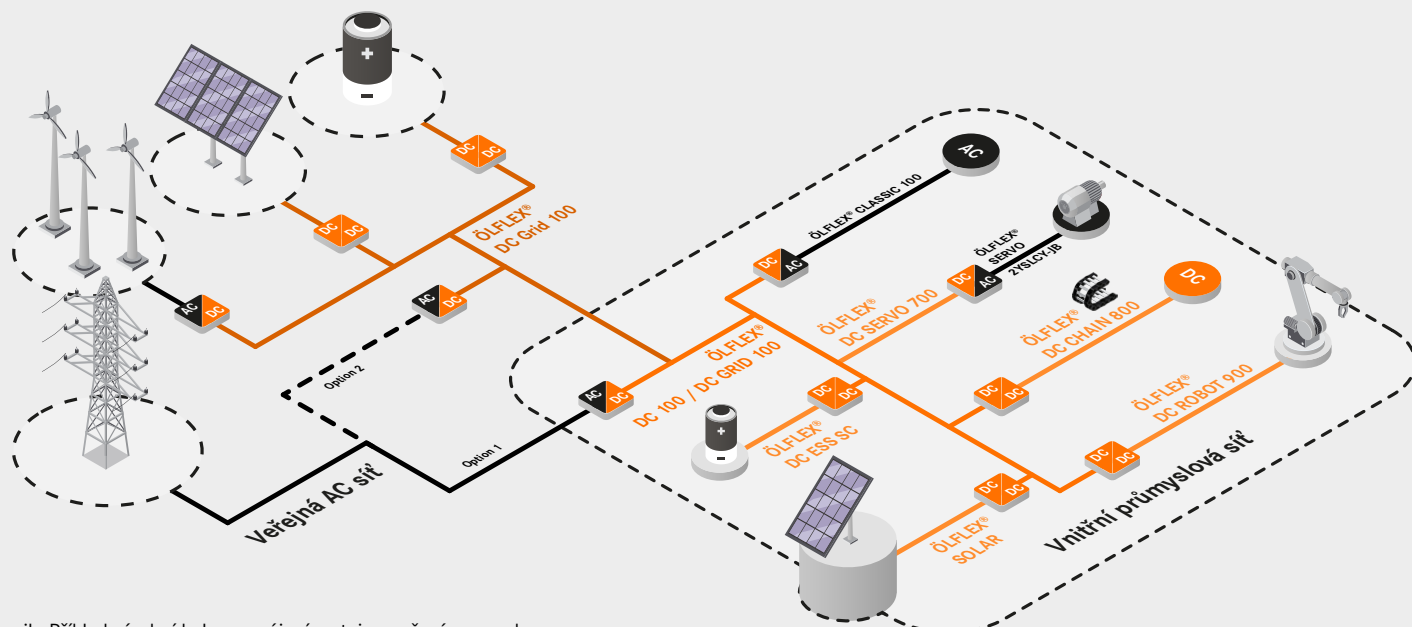 DC DC
DC DC
AC DC
ÖLFLEX®
DC Grid 100
AC DC
Option 2
Option 1
Veřejná AC síť
AC DC
ÖLFLEX®
DC 100 / DC GRID 100
AC
ÖLFLEX® CLASSIC 100
DC AC
ÖLFLEX®
SERVO
2YSLCY-JB
DC AC
ÖLFLEX®
DC SERVO 700
DC
ÖLFLEX®
DC CHAIN 800
DC DC
DC DC
ÖLFLEX®
DC ESS SC
ÖLFLEX®
DC ROBOT 900
DC DC
DC DC
ÖLFLEX®
SOLAR
Vnitřní průmyslová síť